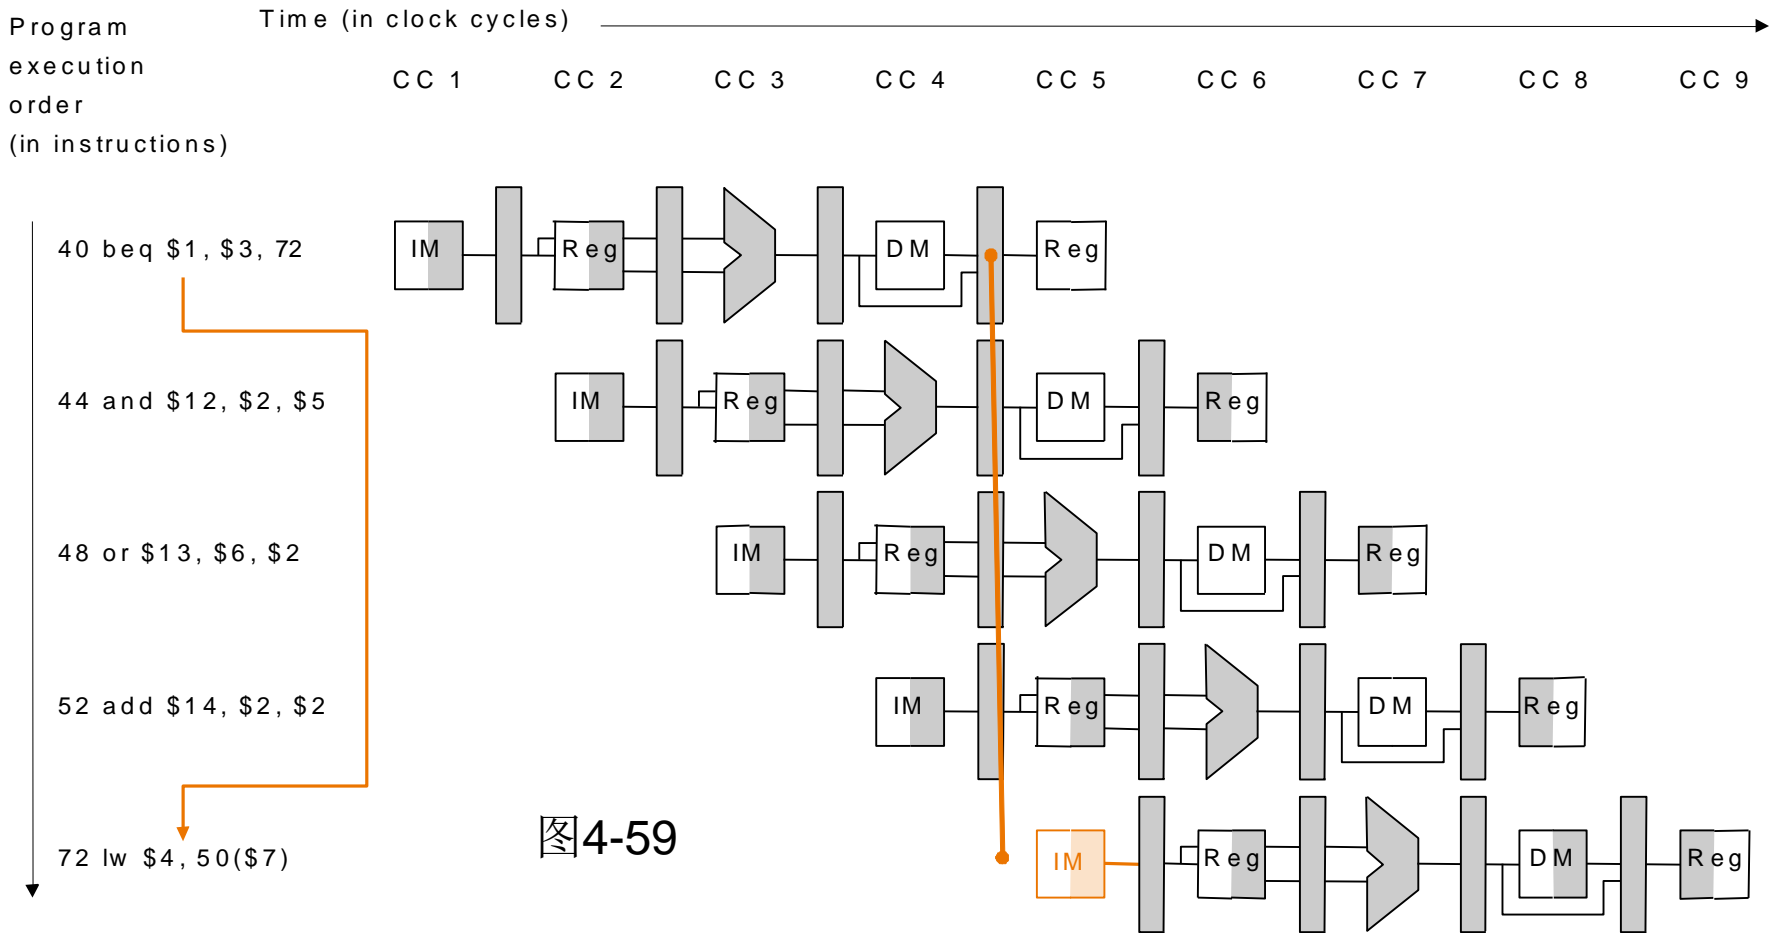 Time (in clock cycles)
Program
execution
order
(in instructions)
CC 1 CC 2 CC 3 CC 4 CC 5 CC 6 CC 7 CC 8 CC 9
40 beq $1, $3, 72
IM Reg DM Reg
44 and $12, $2, $5
IM Reg DM Reg
48 or $13, $6, $2
IM Reg DM Reg
52 add $14, $2, $2
IM Reg DM Reg
图4-59
72 lw $4, 50($7)
IM Reg DM Reg